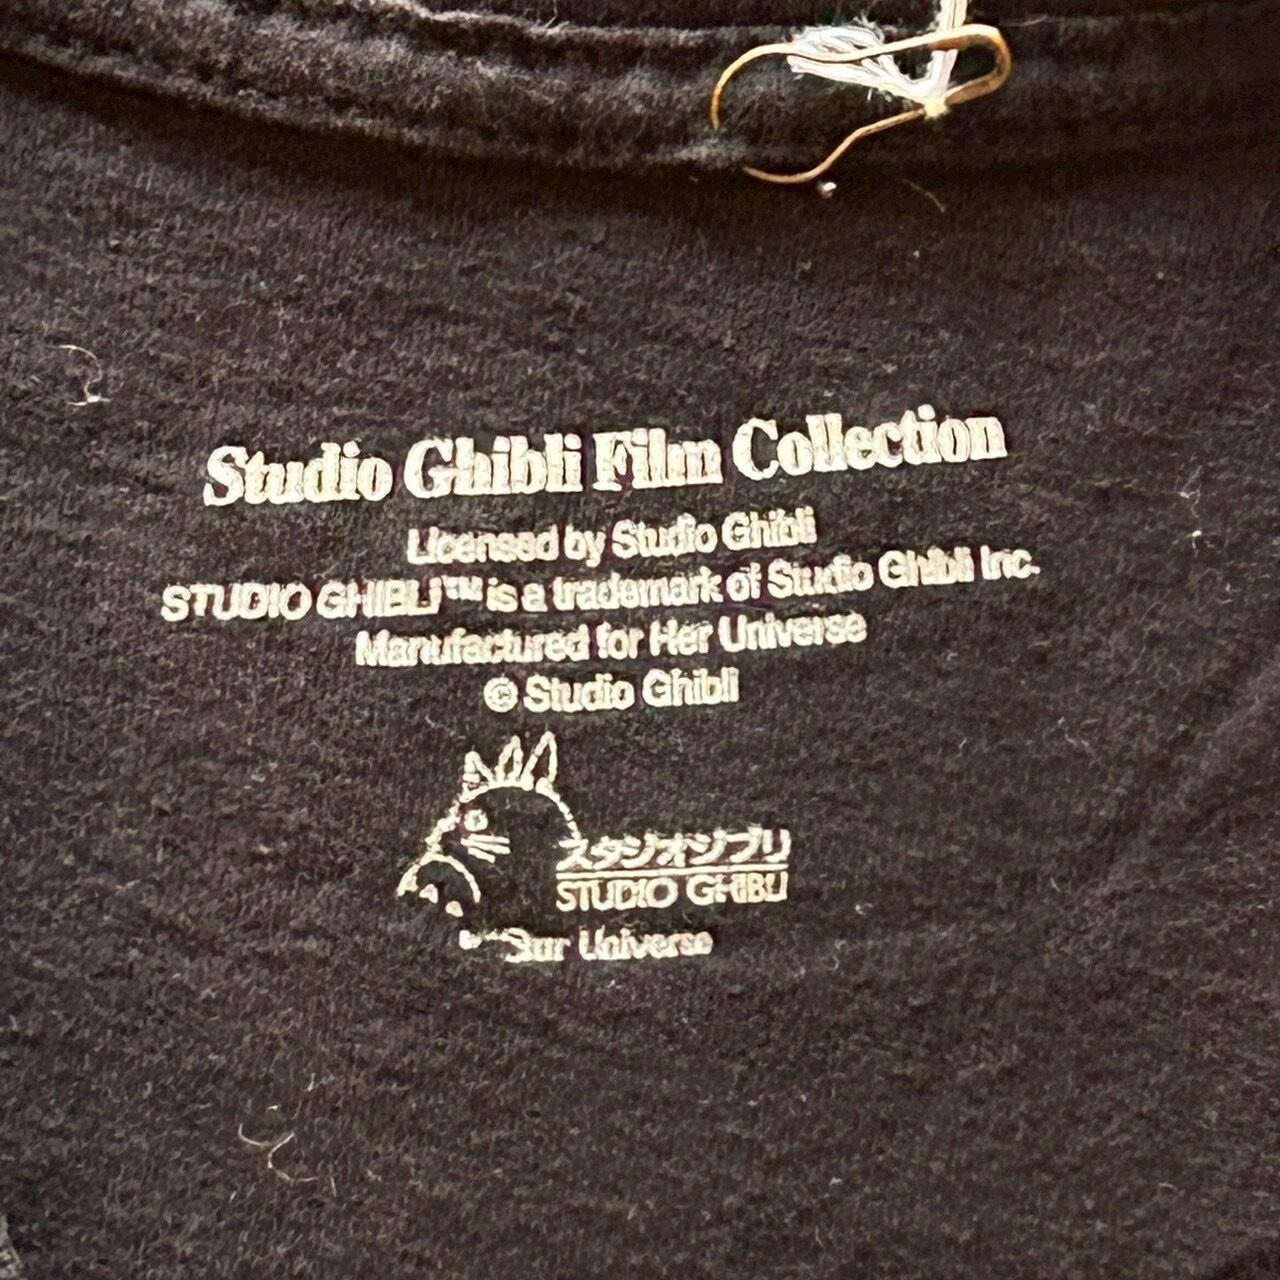 Studio Ghibli Film Collection
Licensed by Studio Ghibli
STUDIO GHIBLI™ is a trademark of Studio Ghibli Inc.
Manufactured for Her Universe
© Studio Ghibli
スタジオジブリ
STUDIO GHIBLI
Universe